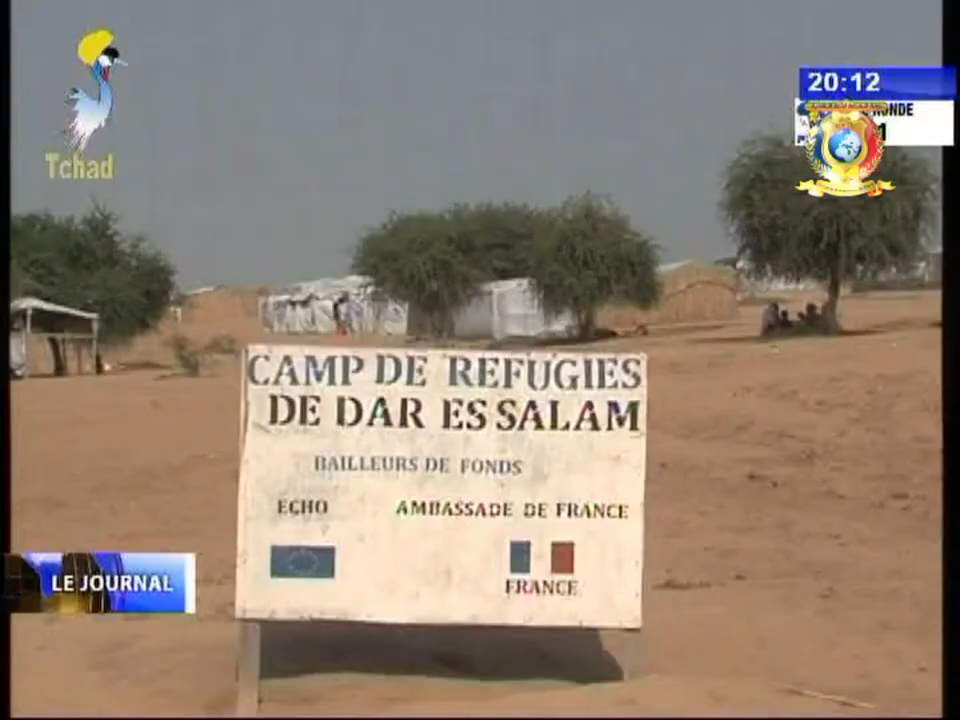 Tchad
20:12
CAMP DE REFUGIES
DE DAR ES SALAM
BAILLEURS DE FONDS
ECHO AMBASSADE DE FRANCE
FRANCE
LE JOURNAL